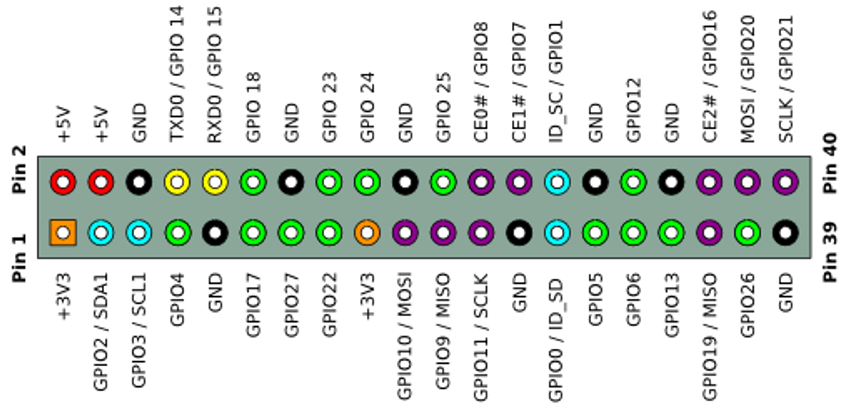 +5V
+5V
GND
TXD0 / GPIO 14
RXD0 / GPIO 15
GPIO 18
GND
GPIO 23
GPIO 24
GND
GPIO 25
CE0# / GPIO8
CE1# / GPIO7
ID_SC / GPIO1
GND
GPIO12
GND
CE2# / GPIO16
MOSI / GPIO20
SCLK / GPIO21
Pin 2
Pin 40
Pin 1
Pin 39
+3V3
GPIO2 / SDA1
GPIO3 / SCL1
GPIO4
GND
GPIO17
GPIO27
GPIO22
+3V3
GPIO10 / MOSI
GPIO9 / MISO
GPIO11 / SCLK
GND
GPIO0 / ID_SD
GPIO5
GPIO6
GPIO13
GPIO19 / MISO
GPIO26
GND